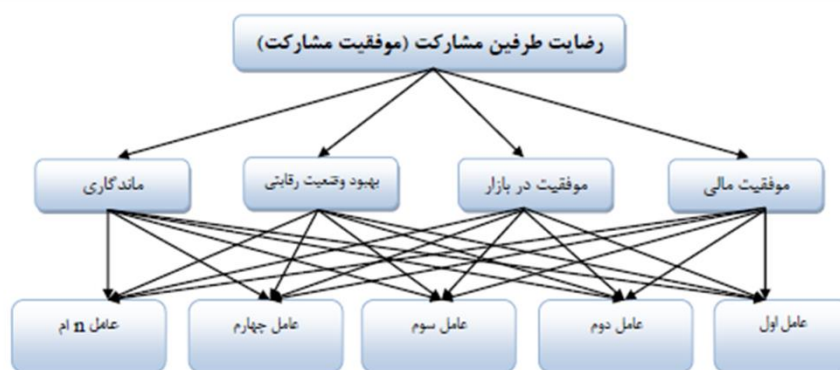 رضایت طرفین مشارکت (موفقیت مشارکت)
موفقیت مالی
موفقیت در بازار
بهبود وضعیت رقابتی
ماندگاری
عامل اول
عامل دوم
عامل سوم
عامل چهارم
عامل n ام